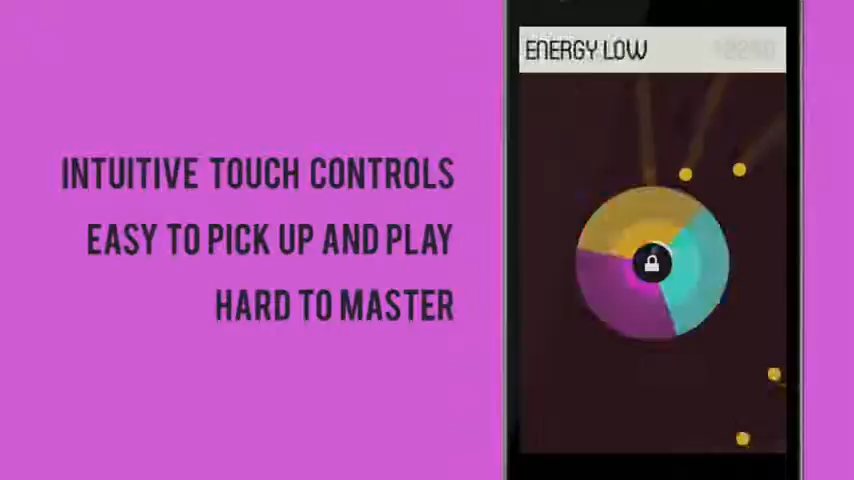 INTUITIVE TOUCH CONTROLS
EASY TO PICK UP AND PLAY
HARD TO MASTER
ENERGY LOW